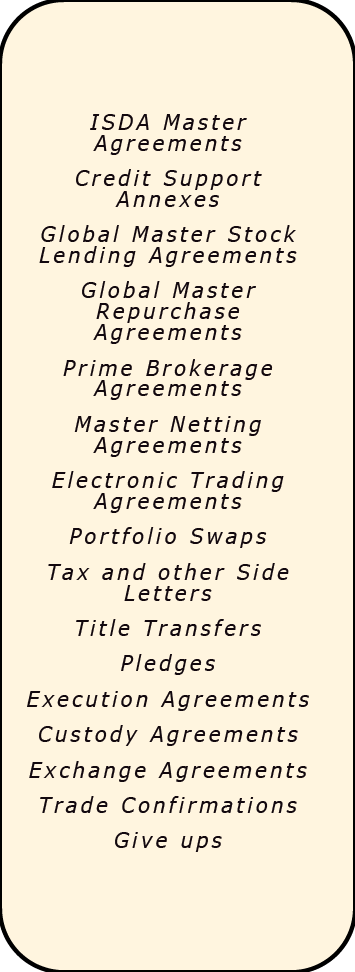 ISDA Master
Agreements
Credit Support
Annexes
Global Master Stock
Lending Agreements
Global Master
Repurchase
Agreements
Prime Brokerage
Agreements
Master Netting
Agreements
Electronic Trading
Agreements
Portfolio Swaps
Tax and other Side
Letters
Title Transfers
Pledges
Execution Agreements
Custody Agreements
Exchange Agreements
Trade Confirmations
Give ups